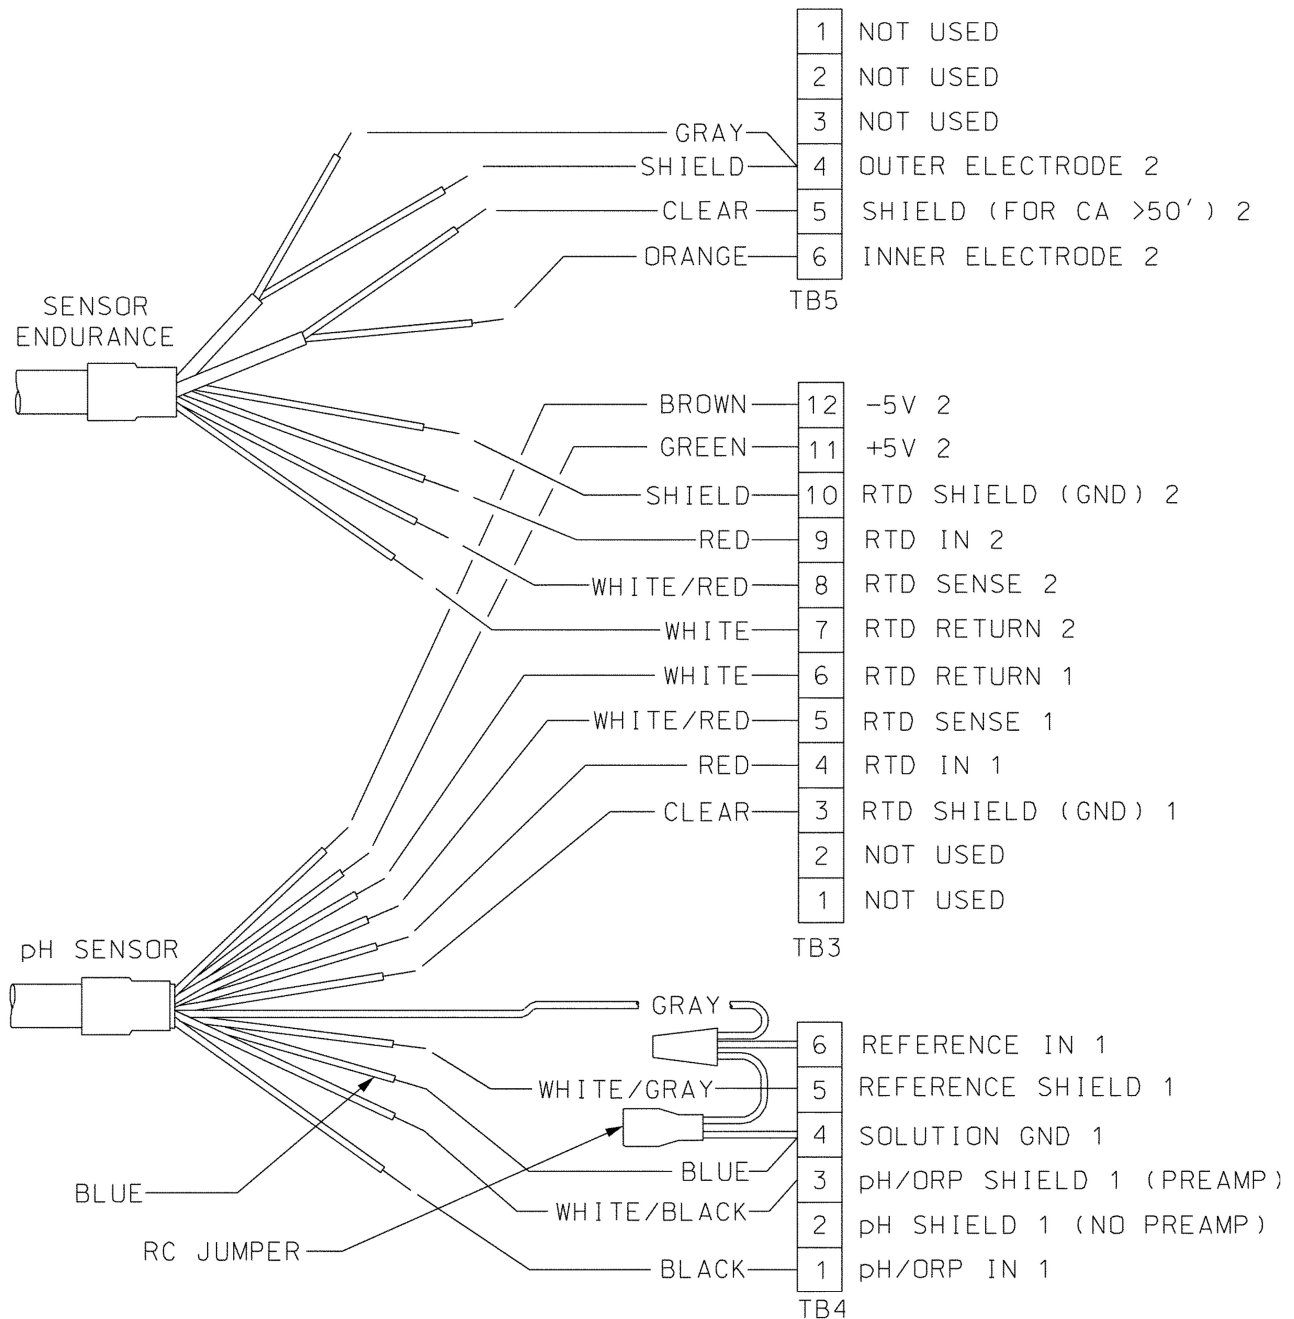 1 NOT USED
2 NOT USED
3 NOT USED
GRAY
SHIELD 4 OUTER ELECTRODE 2
CLEAR 5 SHIELD (FOR CA >50') 2
ORANGE 6 INNER ELECTRODE 2
TB5
SENSOR
ENDURANCE
BROWN 12 -5V 2
GREEN 11 +5V 2
SHIELD 10 RTD SHIELD (GND) 2
RED 9 RTD IN 2
WHITE/RED 8 RTD SENSE 2
WHITE 7 RTD RETURN 2
WHITE 6 RTD RETURN 1
WHITE/RED 5 RTD SENSE 1
RED 4 RTD IN 1
CLEAR 3 RTD SHIELD (GND) 1
2 NOT USED
1 NOT USED
TB3
pH SENSOR
GRAY
6 REFERENCE IN 1
WHITE/GRAY 5 REFERENCE SHIELD 1
4 SOLUTION GND 1
BLUE 3 pH/ORP SHIELD 1 (PREAMP)
BLUE
WHITE/BLACK 2 pH SHIELD 1 (NO PREAMP)
RC JUMPER
BLACK 1 pH/ORP IN 1
TB4